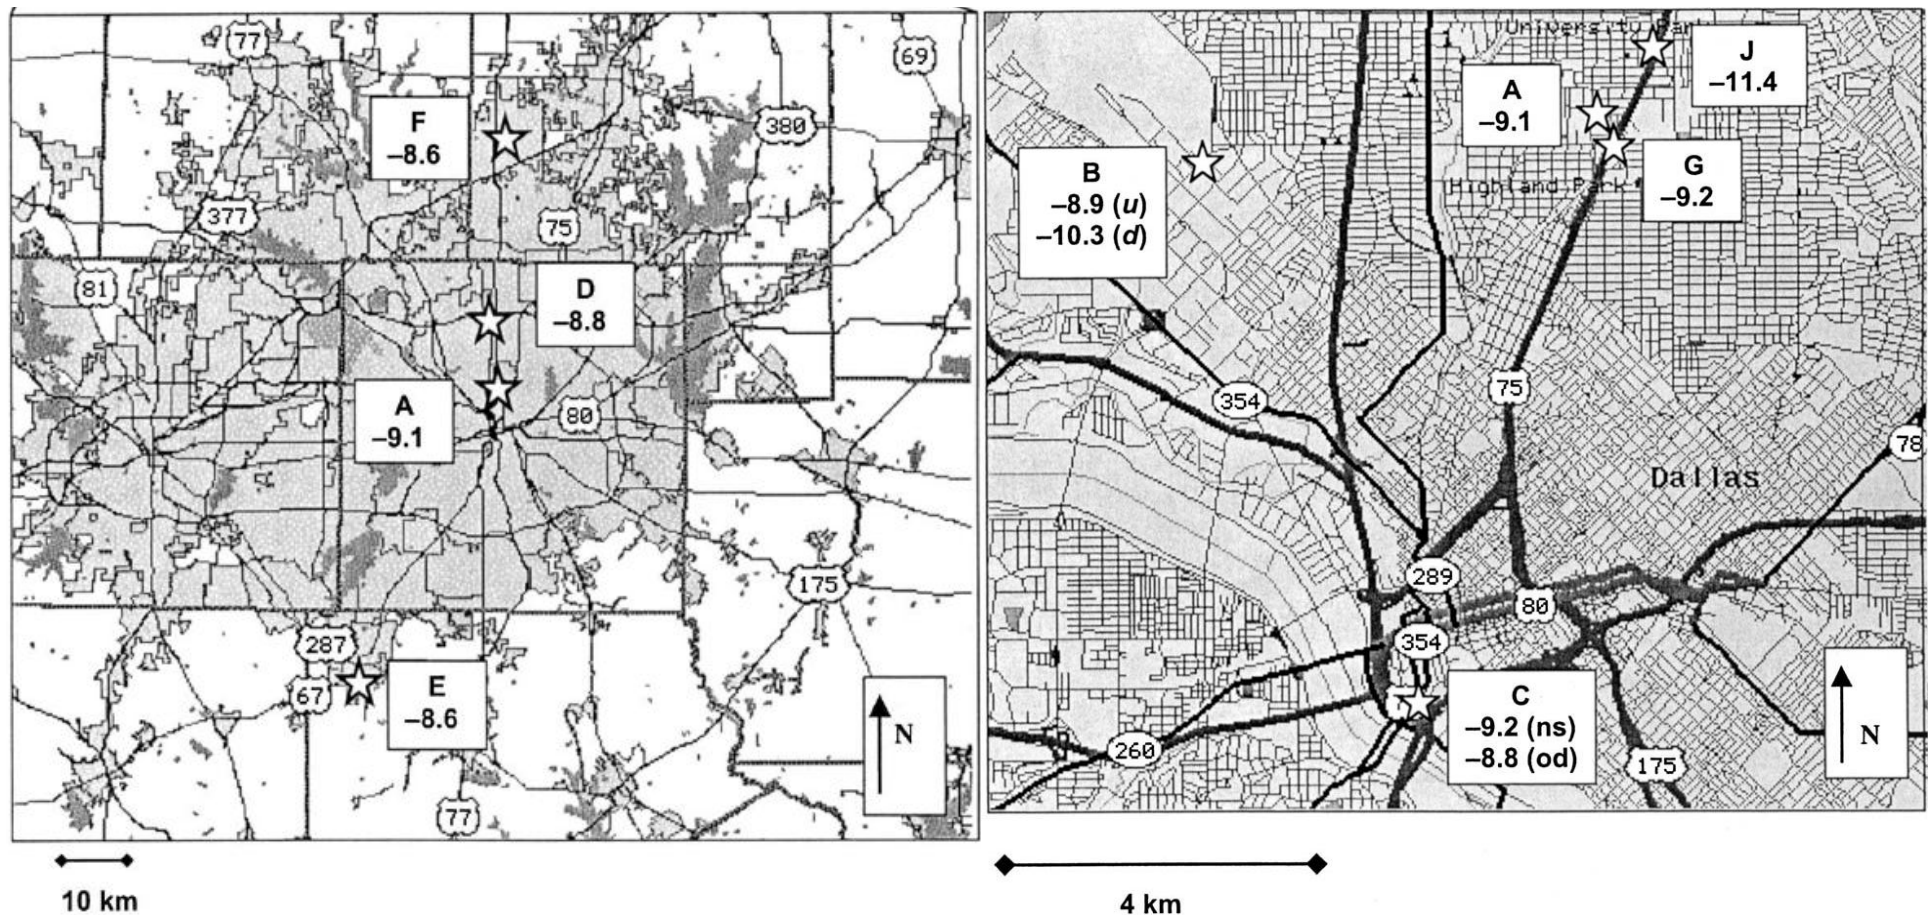 77
69
F
–8.6
380
377
75
81
D
–8.8
A
–9.1
80
175
287
67
E
–8.6
N
77
10 km
University Park
J
–11.4
A
–9.1
B
–8.9 (u)
–10.3 (d)
G
–9.2
Highland Park
354
75
78
Dallas
289
80
354
C
–9.2 (ns)
–8.8 (od)
260
175
N
4 km